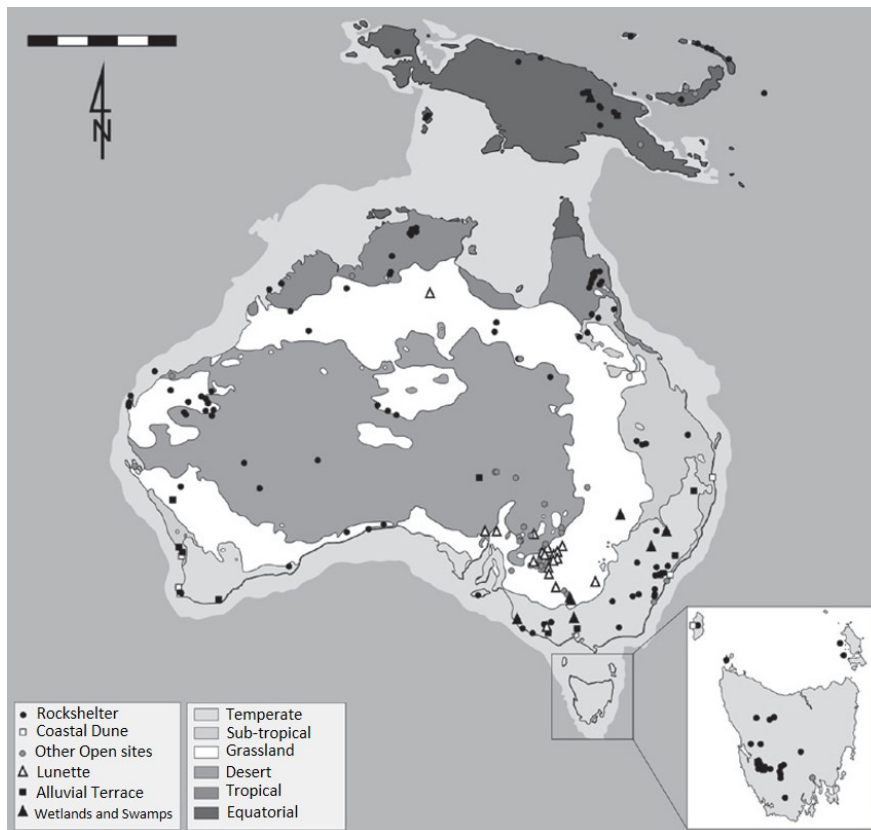 N
Rockshelter
Coastal Dune
Other Open sites
Lunette
Alluvial Terrace
Wetlands and Swamps
Temperate
Sub-tropical
Grassland
Desert
Tropical
Equatorial